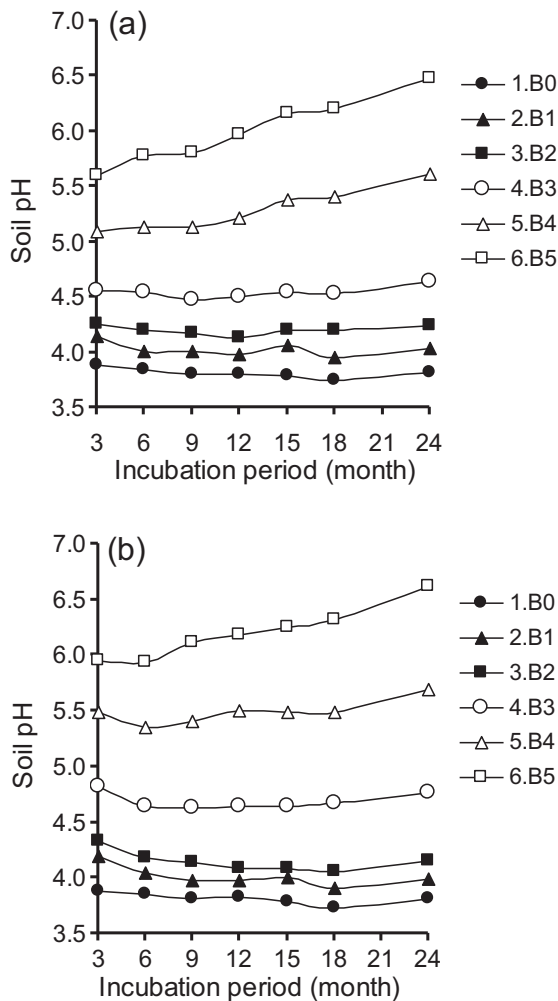 (a)
7.0
6.5
6.0
5.5
5.0
4.5
4.0
3.5
Soil pH
3 6 9 12 15 18 21 24
Incubation period (month)
1.B0
2.B1
3.B2
4.B3
5.B4
6.B5
(b)
7.0
6.5
6.0
5.5
5.0
4.5
4.0
3.5
Soil pH
3 6 9 12 15 18 21 24
Incubation period (month)
1.B0
2.B1
3.B2
4.B3
5.B4
6.B5